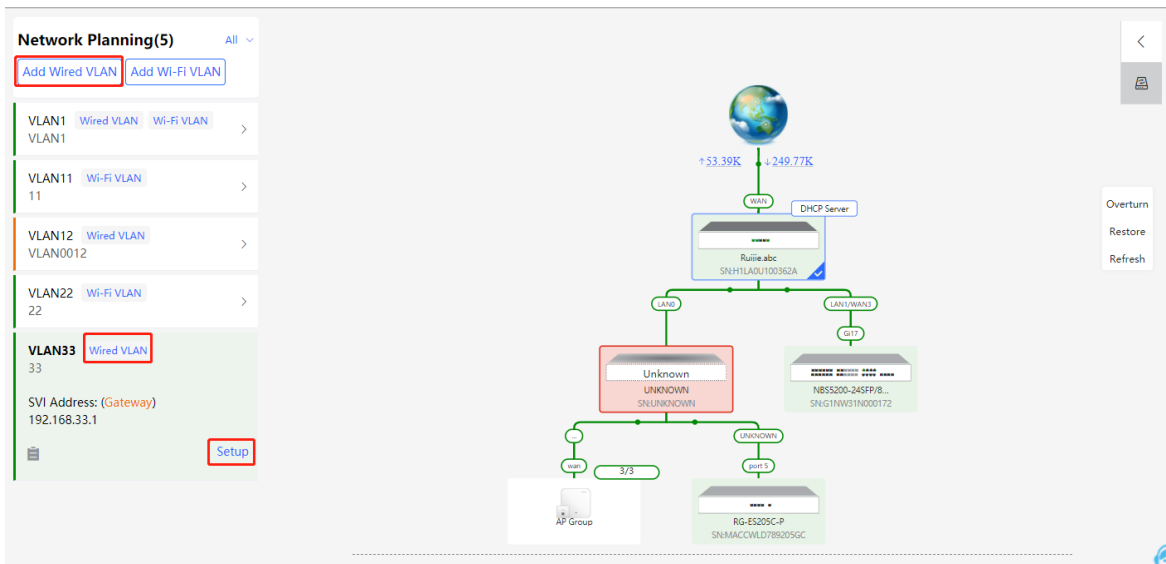 Network Planning(5)
All
Add Wired VLAN
Add Wi-Fi VLAN
VLAN1 Wired VLAN Wi-Fi VLAN
VLAN1
VLAN11 Wi-Fi VLAN
11
VLAN12 Wired VLAN
VLAN0012
VLAN22 Wi-Fi VLAN
22
VLAN33 Wired VLAN
33
SVI Address: (Gateway)
192.168.33.1
Setup
↑53.39K ↓249.77K
WAN
DHCP Server
Ruijie.abc
SN:H1LA0U100362A
LAN0
LAN1/WAN3
Gi17
Unknown
UNKNOWN
SN:UNKNOWN
NBS5200-24SFP/8...
SN:G1NW31N000172
...
UNKNOWN
wan
3/3
port 5
AP Group
RG-ES205C-P
SN:MACCWLD789205GC
Overturn
Restore
Refresh